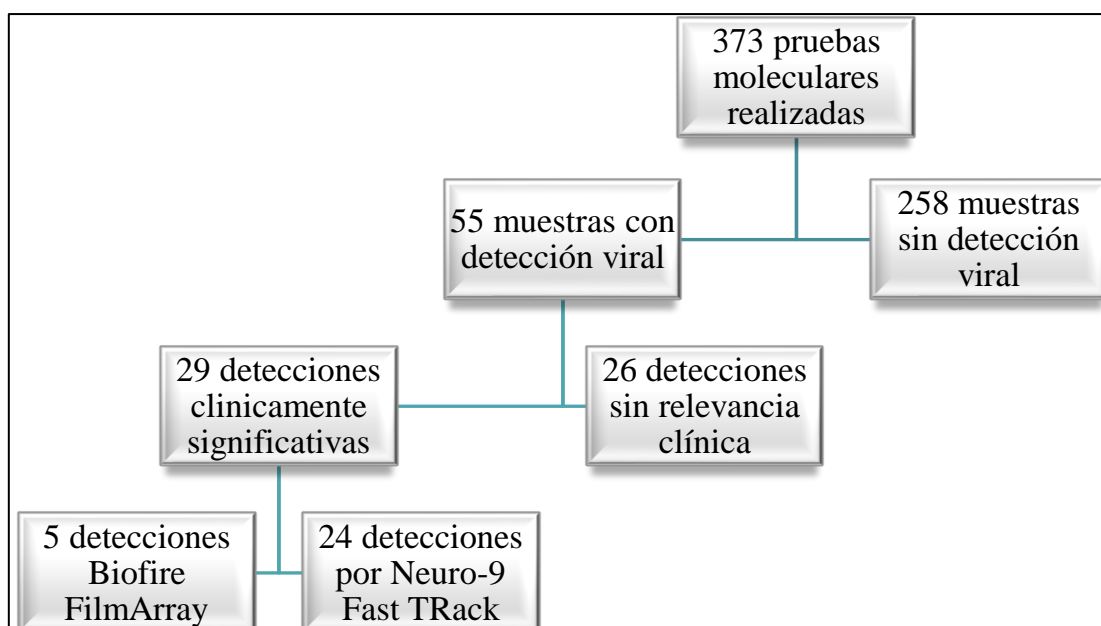 373 pruebas
moleculares
realizadas
55 muestras con
detección viral
258 muestras
sin detección
viral
29 detecciones
clinicamente
significativas
26 detecciones
sin relevancia
clínica
5 detecciones
Biofire
FilmArray
24 detecciones
por Neuro-9
Fast TRack